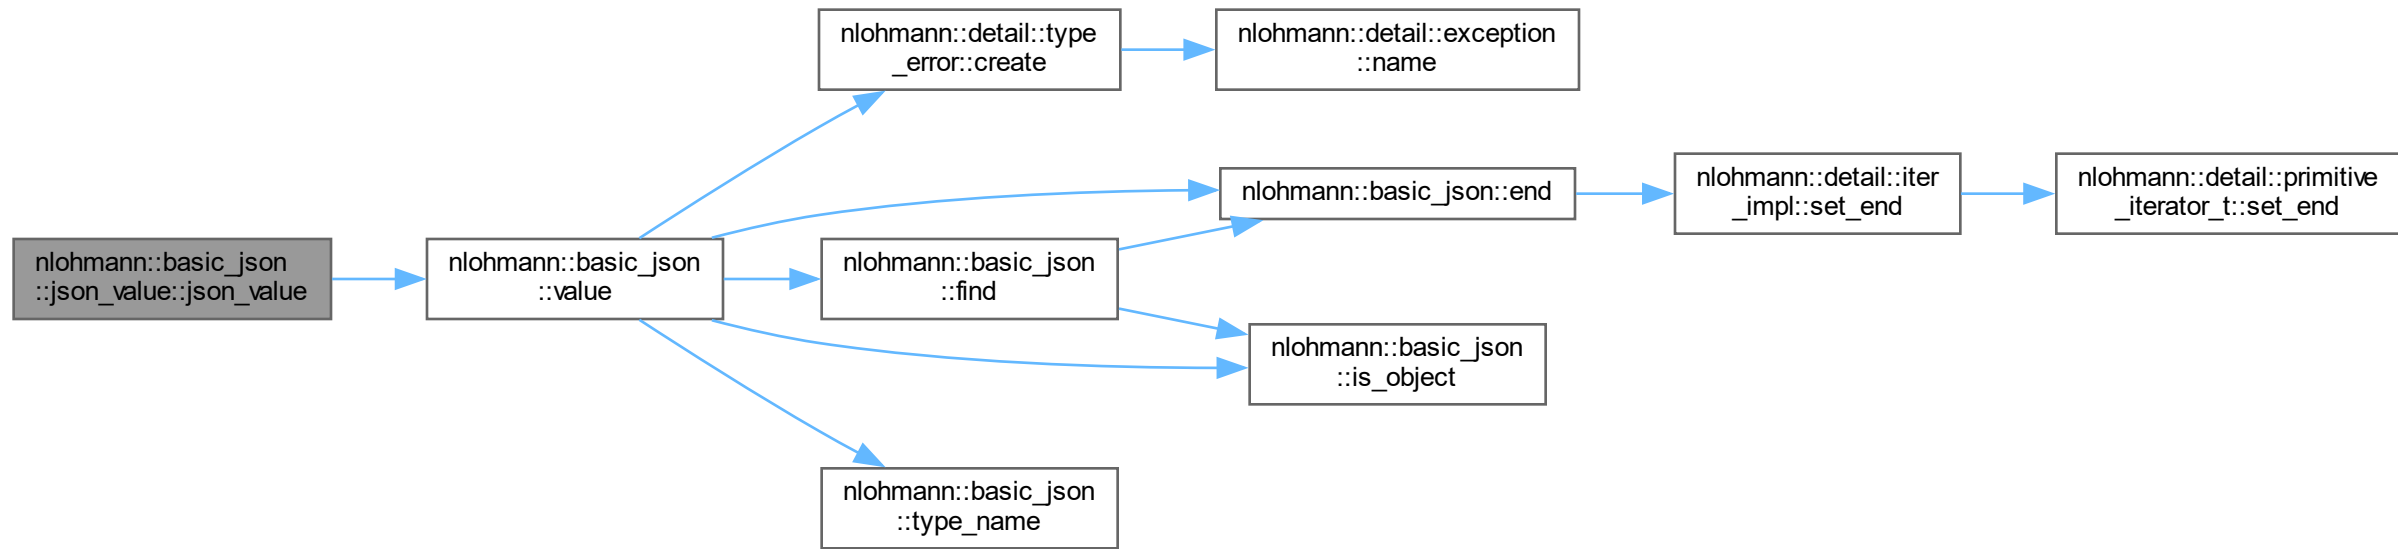 nlohmann::basic_json
::json_value::json_value
nlohmann::basic_json
::value
nlohmann::detail::type
_error::create
nlohmann::detail::exception
::name
nlohmann::basic_json::end
nlohmann::detail::iter
_impl::set_end
nlohmann::detail::primitive
_iterator_t::set_end
nlohmann::basic_json
::find
nlohmann::basic_json
::is_object
nlohmann::basic_json
::type_name